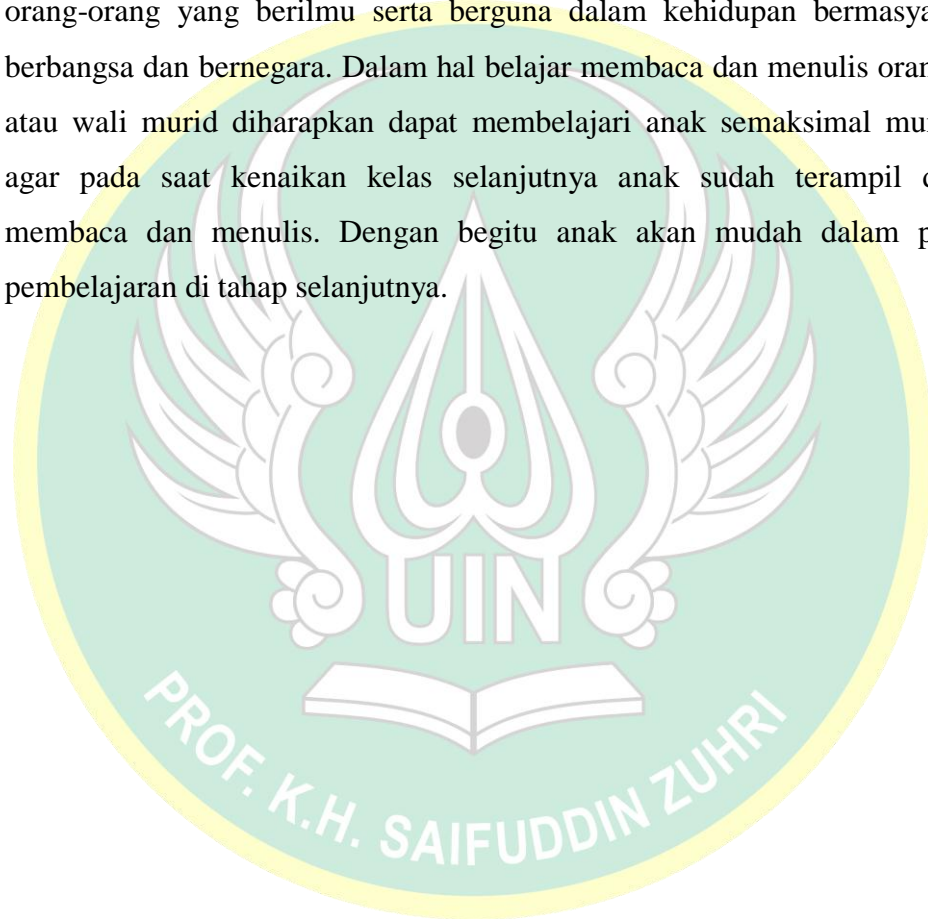 orang-orang yang berilmu serta berguna dalam kehidupan bermasya
berbangsa dan bernegara. Dalam hal belajar membaca dan menulis oran
atau wali murid diharapkan dapat membelajari anak semaksimal mu
agar pada saat kenaikan kelas selanjutnya anak sudah terampil
membaca dan menulis. Dengan begitu anak akan mudah dalam p
pembelajaran di tahap selanjutnya.
UIN
PROF. K.H. SAIFUDDIN ZUHRI